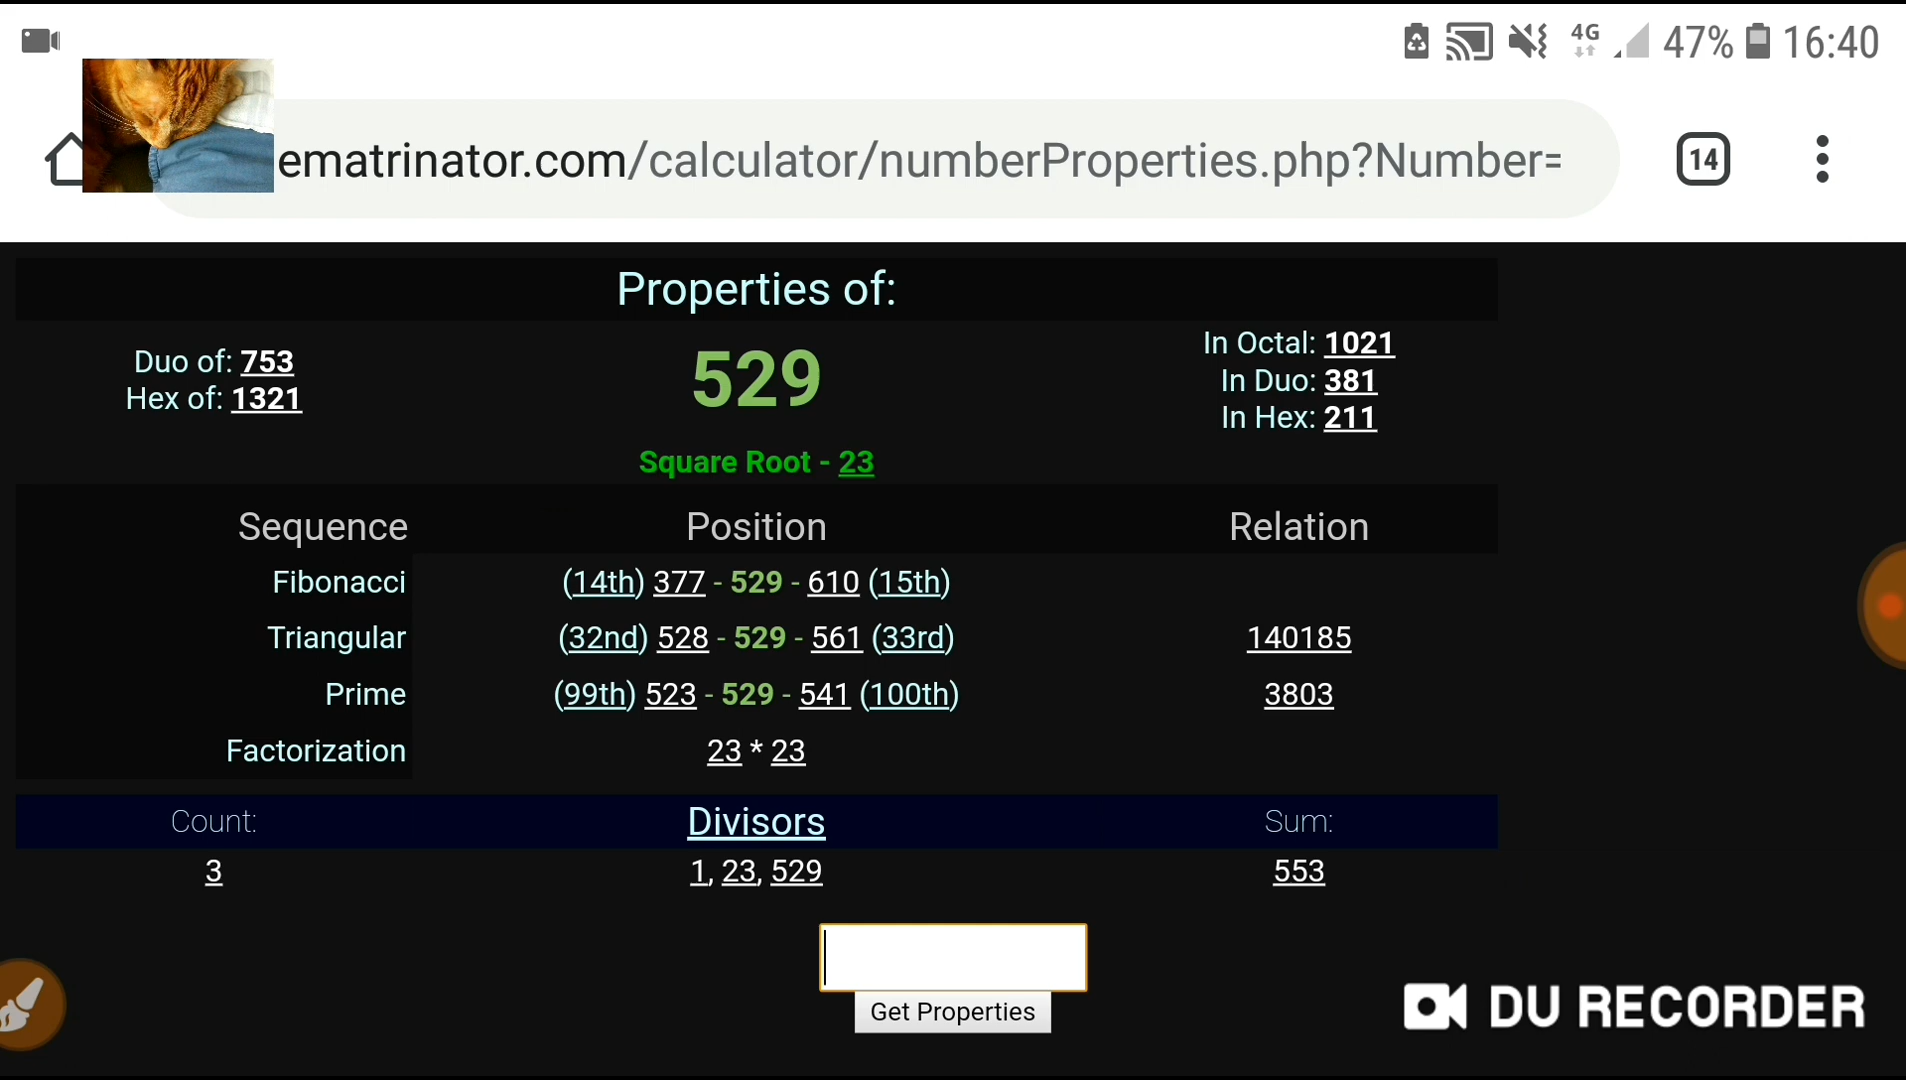 4G 47% 16:40
ematrinator.com/calculator/numberProperties.php?Number=
14
Properties of:
Duo of: 753
Hex of: 1321
529
In Octal: 1021
In Duo: 381
In Hex: 211
Square Root - 23
Sequence Position Relation
Fibonacci (14th) 377 - 529 - 610 (15th)
Triangular (32nd) 528 - 529 - 561 (33rd) 140185
Prime (99th) 523 - 529 - 541 (100th) 3803
Factorization 23 * 23
Count: Divisors Sum:
3 1, 23, 529 553
Get Properties
DU RECORDER